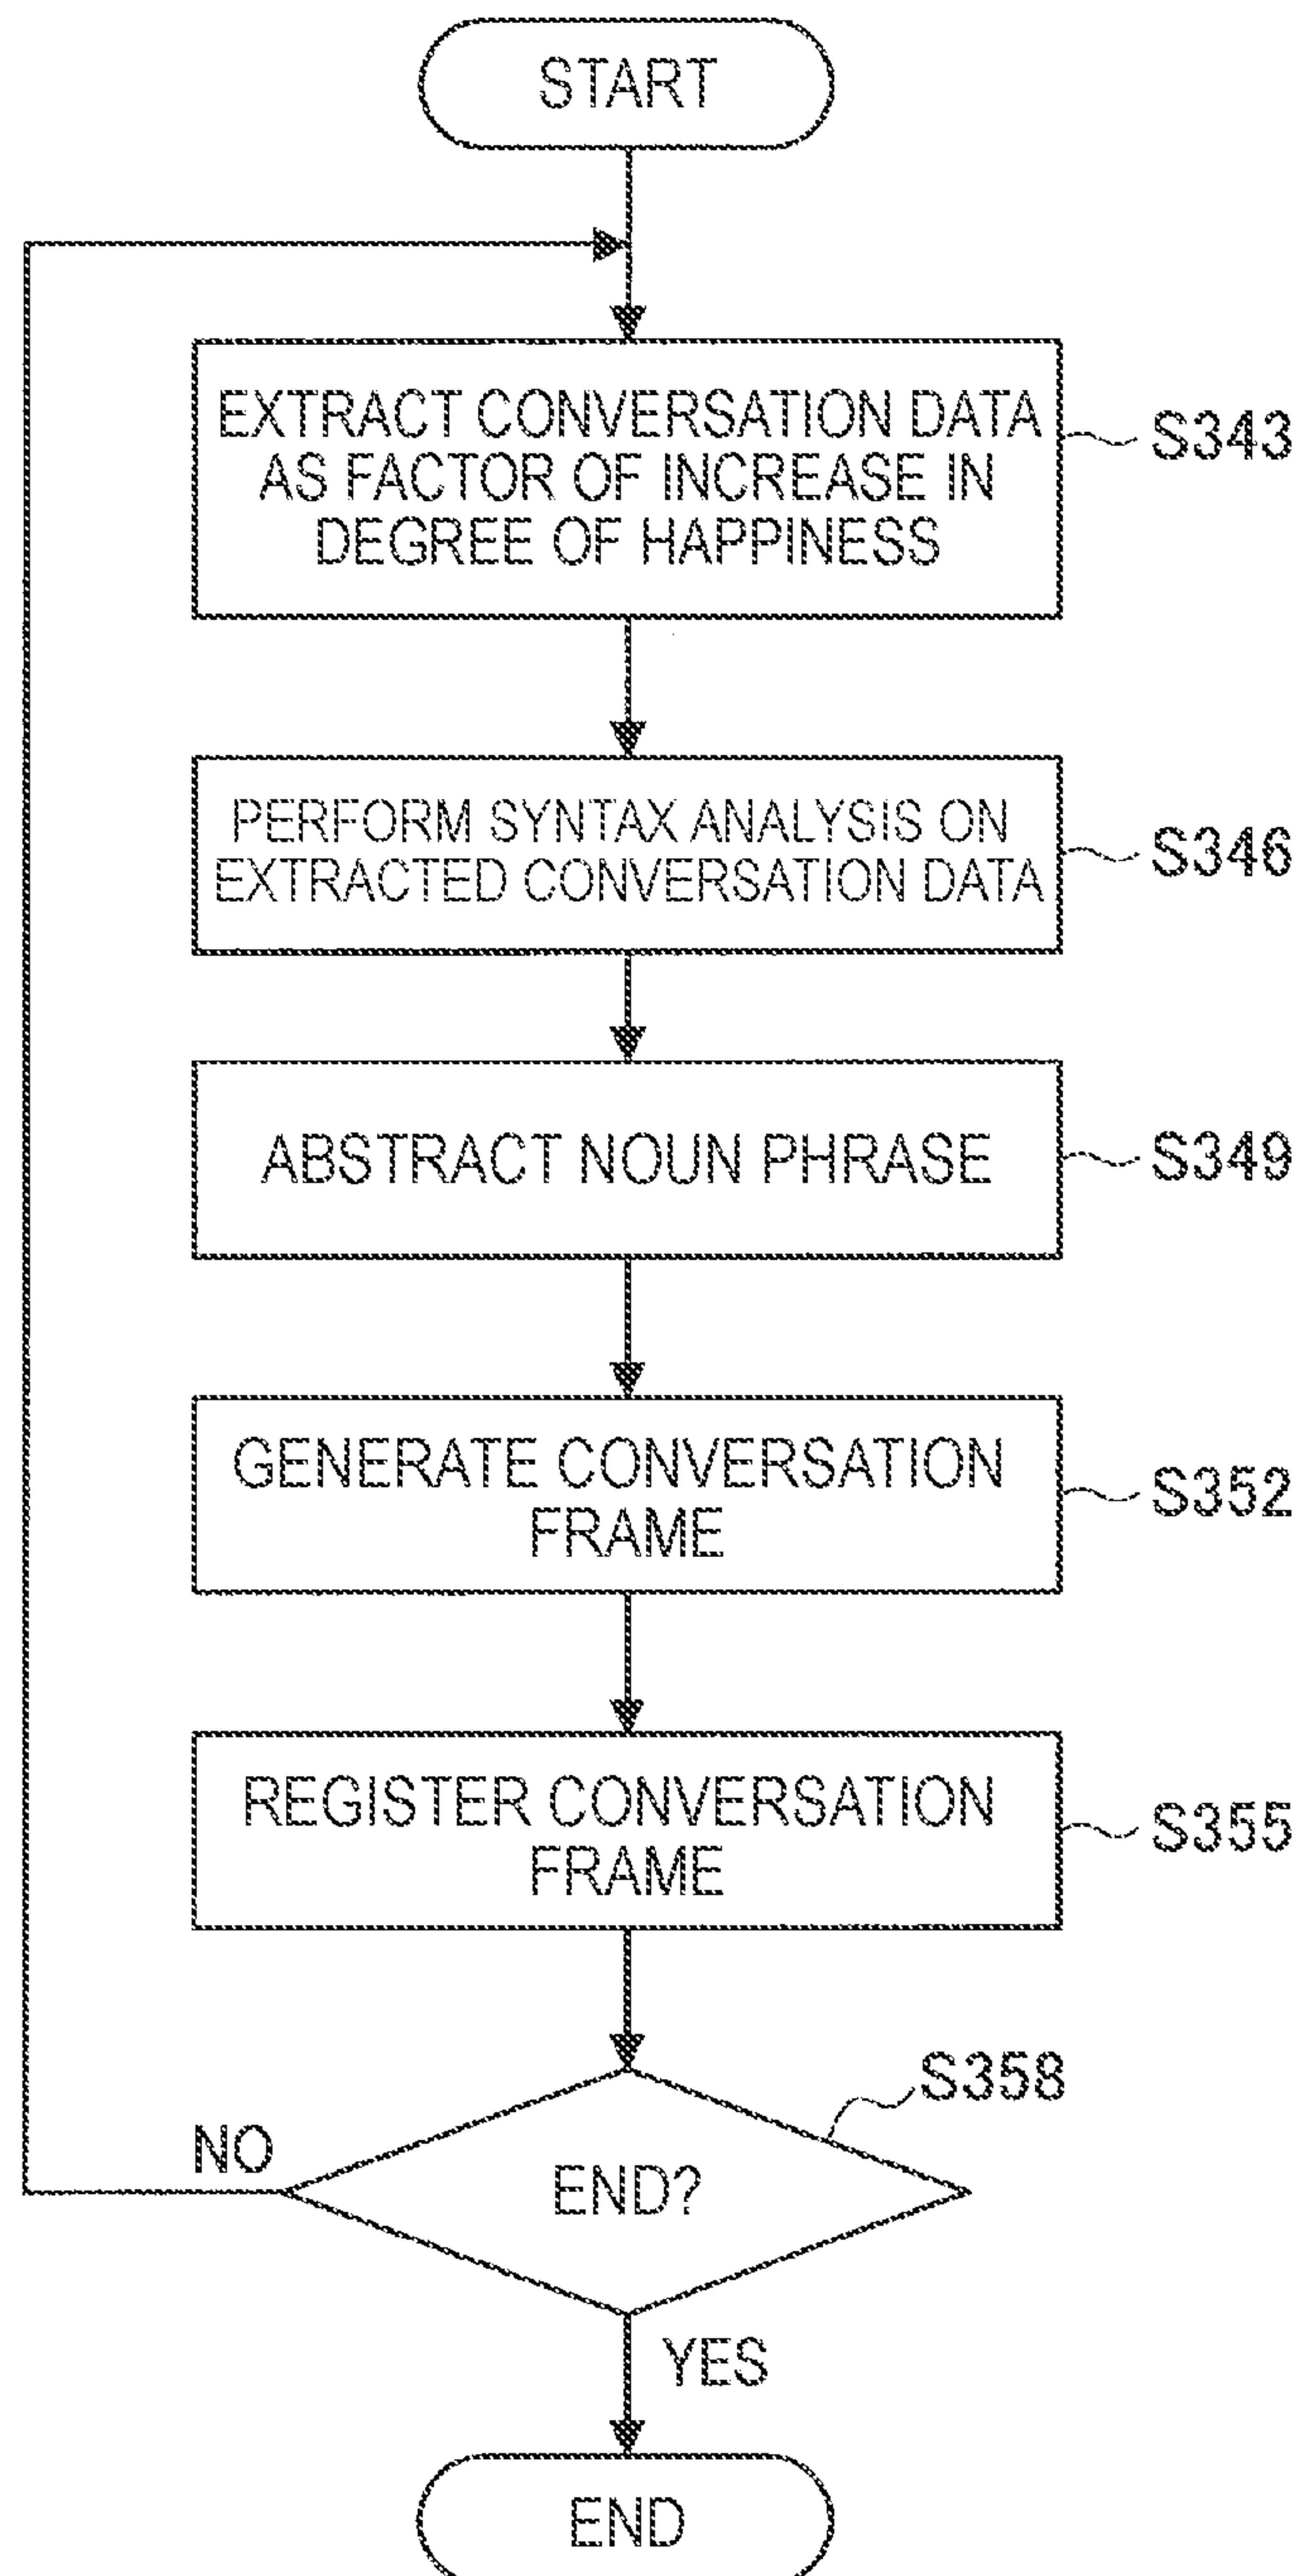 START
EXTRACT CONVERSATION DATA
AS FACTOR OF INCREASE IN
DEGREE OF HAPPINESS
S343
PERFORM SYNTAX ANALYSIS ON
EXTRACTED CONVERSATION DATA
S346
ABSTRACT NOUN PHRASE
S349
GENERATE CONVERSATION
FRAME
S352
REGISTER CONVERSATION
FRAME
S355
S358
NO
END?
YES
END